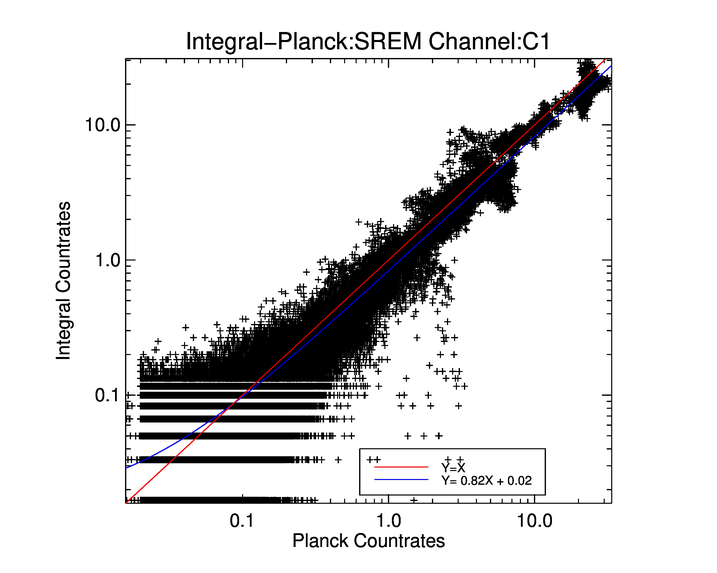 Integral-Planck:SREM Channel:C1
Integral Countrates
10.0
1.0
0.1
Y=X
Y= 0.82X + 0.02
0.1 1.0 10.0
Planck Countrates